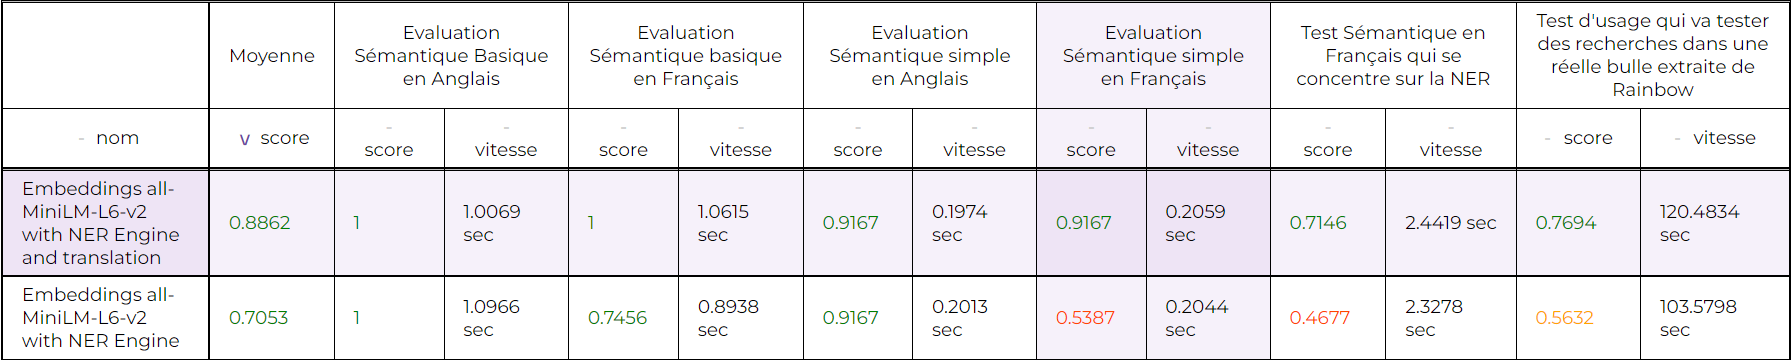 Moyenne
Evaluation
Sémantique Basique
en Anglais
Evaluation
Sémantique basique
en Français
Evaluation
Sémantique simple
en Anglais
Evaluation
Sémantique simple
en Français
Test Sémantique en
Français qui se
concentre sur la NER
Test d'usage qui va tester
des recherches dans une
réelle bulle extraite de
Rainbow
- nom
v score
-
score
-
vitesse
-
score
-
vitesse
-
score
-
vitesse
-
score
-
vitesse
-
score
-
vitesse
- score
- vitesse
Embeddings all-
MiniLM-L6-v2
with NER Engine
and translation
0.8862
1
1.0069
sec
1
1.0615
sec
0.9167
0.1974
sec
0.9167
0.2059
sec
0.7146
2.4419 sec
0.7694
120.4834
sec
Embeddings all-
MiniLM-L6-v2
with NER Engine
0.7053
1
1.0966
sec
0.7456
0.8938
sec
0.9167
0.2013
sec
0.5387
0.2044
sec
0.4677
2.3278
sec
0.5632
103.5798
sec